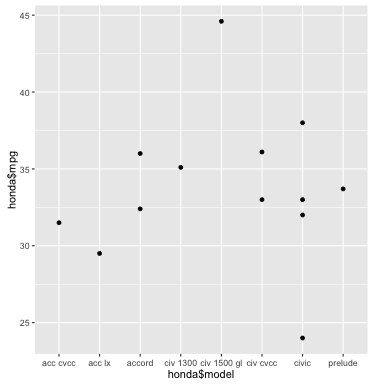 45
40
35
30
25
honda$mpg
acc cvcc acc lx accord civ 1300 civ 1500 gl civ cvcc civic prelude
honda$model